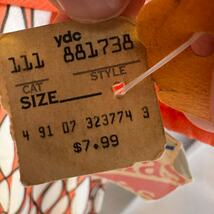 ydc
111 881738
CAT STYLE
SIZE
4 91 07 323774 3
$7.99